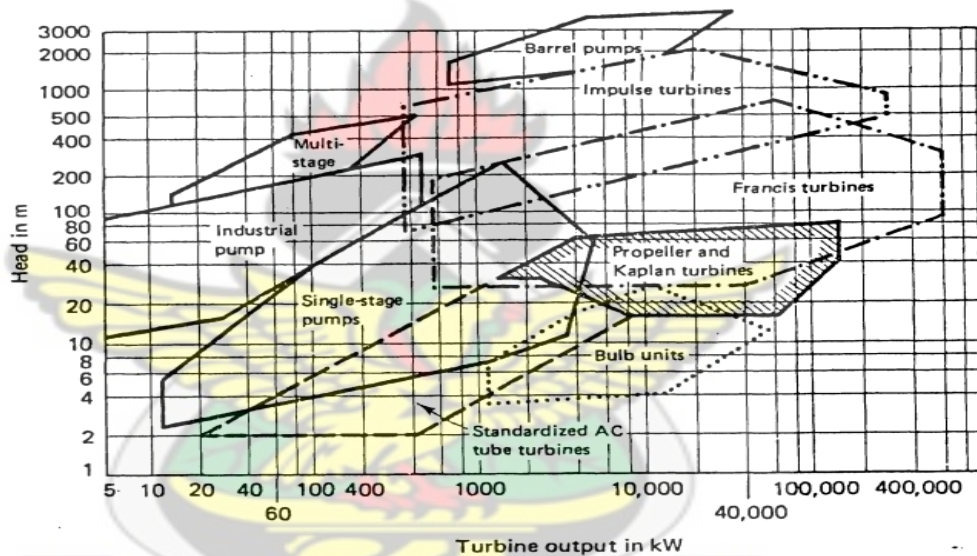 3000
2000
1000
500
400
200
100
80
60
40
20
10
8
6
4
2
1
Head in m
Barrel pumps
Impulse turbines
Multi-
stage
Francis turbines
Industrial
pump
Propeller and
Kaplan turbines
Single-stage
pumps
Bulb units
Standardized AC
tube turbines
5 10 20 40 100 400 1000 10,000 100,000 400,000
60 40,000
Turbine output in kW